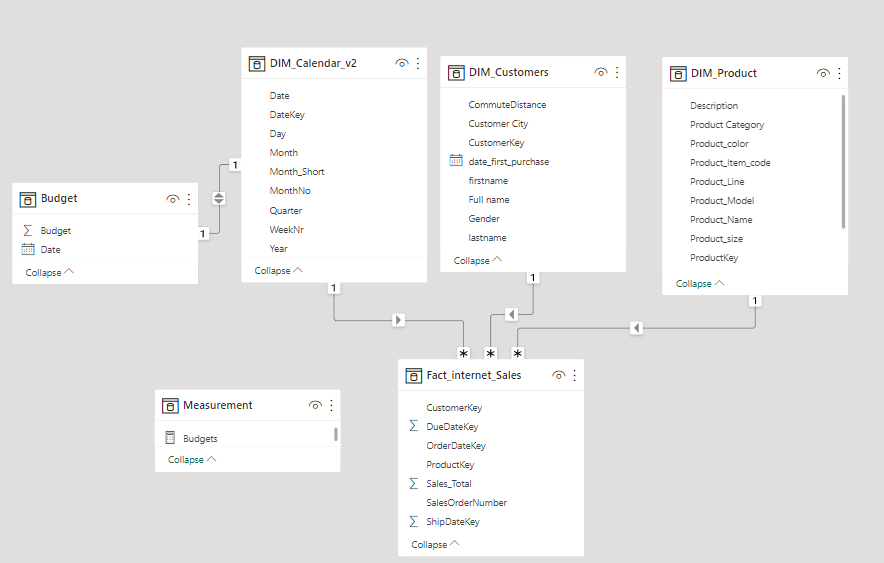 DIM_Calendar_v2
Date
DateKey
Day
Month
Month_Short
MonthNo
Quarter
WeekNr
Year
Collapse
DIM_Customers
CommuteDistance
Customer City
CustomerKey
date_first_purchase
firstname
Full name
Gender
lastname
Collapse
DIM_Product
Description
Product Category
Product_color
Product_Item_code
Product_Line
Product_Model
Product_Name
Product_size
ProductKey
Collapse
Budget
Σ Budget
Date
Collapse
1
1
1
1
1
* * *
Measurement
Budgets
Collapse
Fact_internet_Sales
CustomerKey
Σ DueDateKey
OrderDateKey
ProductKey
Σ Sales_Total
SalesOrderNumber
Σ ShipDateKey
Collapse